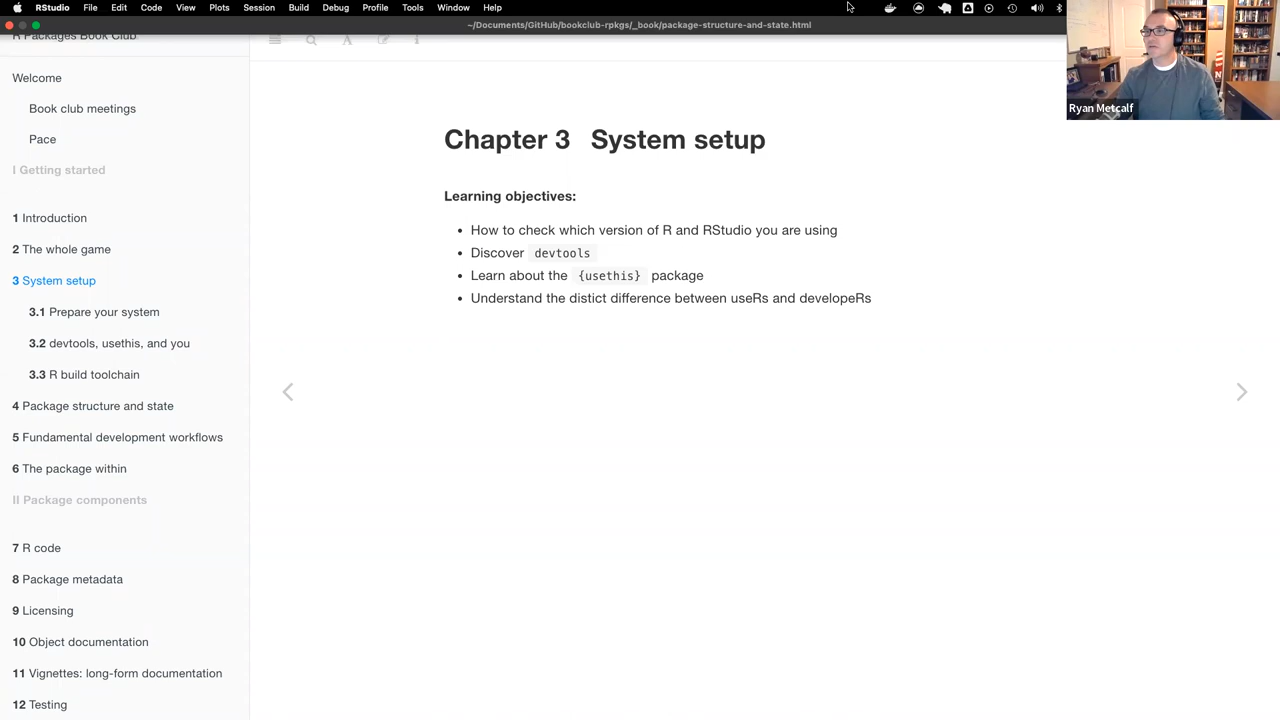 RStudio File Edit Code View Plots Session Build Debug Profile Tools Window Help
~/Documents/GitHub/bookclub-rpkgs/_book/package-structure-and-state.html
R Packages Book Club
Welcome
Book club meetings
Pace
I Getting started
1 Introduction
2 The whole game
3 System setup
3.1 Prepare your system
3.2 devtools, usethis, and you
3.3 R build toolchain
4 Package structure and state
5 Fundamental development workflows
6 The package within
II Package components
7 R code
8 Package metadata
9 Licensing
10 Object documentation
11 Vignettes: long-form documentation
12 Testing
Chapter 3 System setup
Learning objectives:
• How to check which version of R and RStudio you are using
• Discover devtools
• Learn about the {usethis} package
• Understand the distict difference between useRs and developeRs
Ryan Metcalf